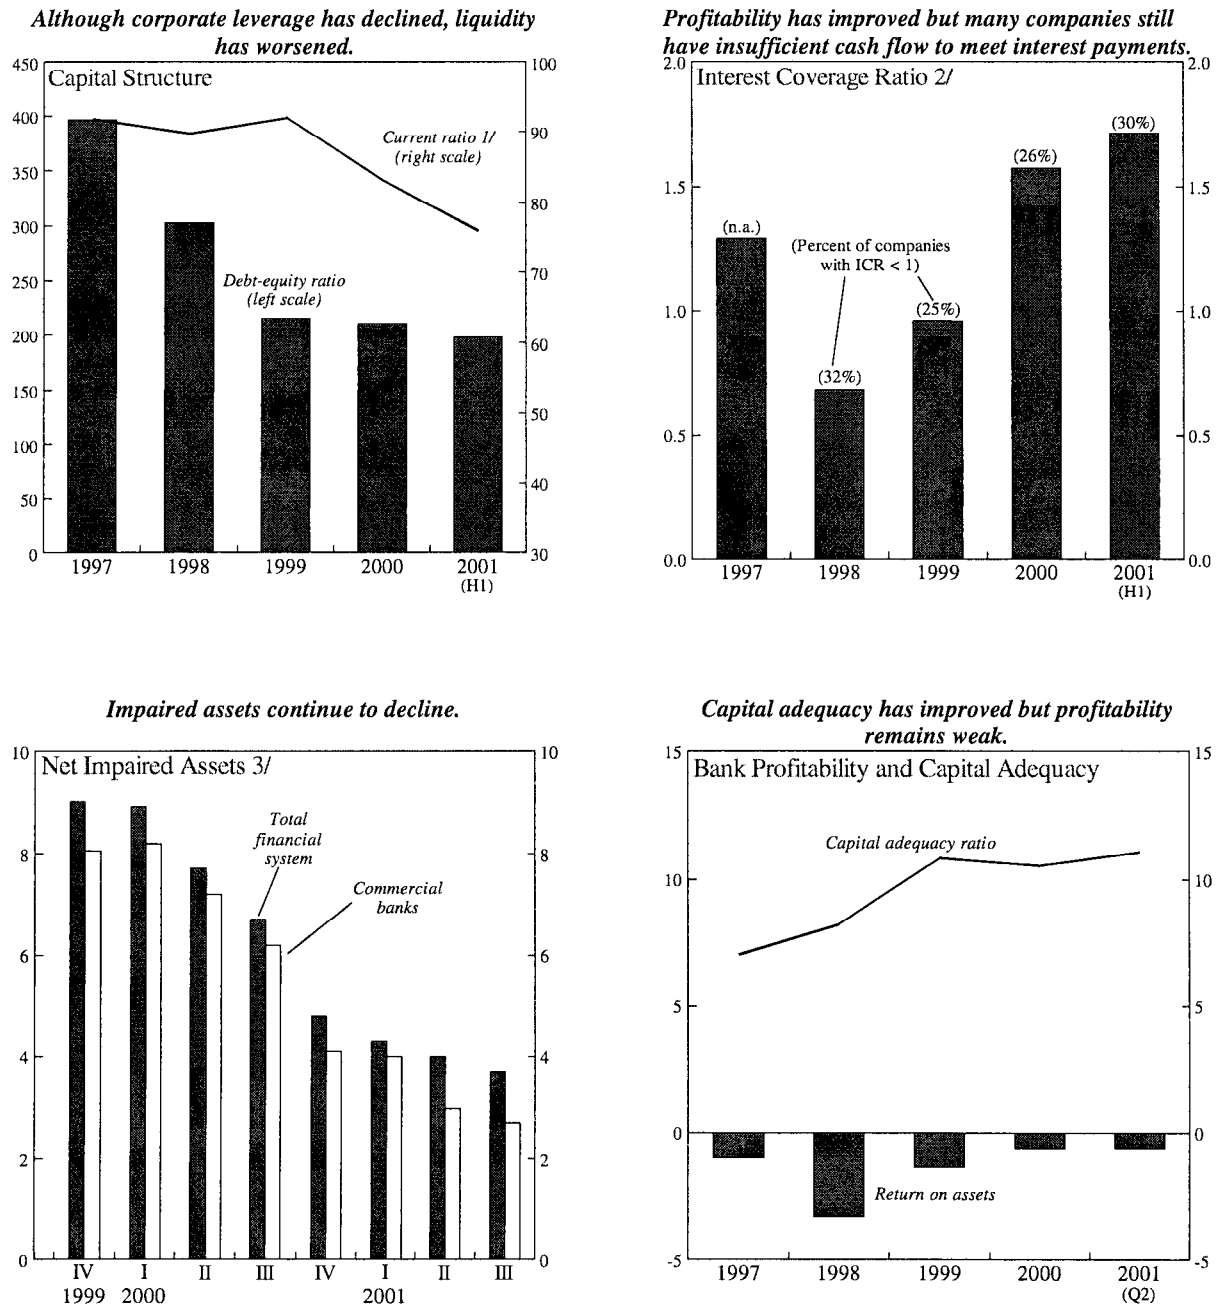 Although corporate leverage has declined, liquidity
has worsened.
Capital Structure
450
400
350
300
250
200
150
100
50
0
100
90
80
70
60
50
40
30
Current ratio 1/
(right scale)
Debt-equity ratio
(left scale)
1997 1998 1999 2000 2001
(H1)
Profitability has improved but many companies still
have insufficient cash flow to meet interest payments.
Interest Coverage Ratio 2/
2.0
1.5
1.0
0.5
0.0
2.0
1.5
1.0
0.5
0.0
(30%)
(26%)
(n.a.)
(Percent of companies
with ICR < 1)
(25%)
(32%)
1997 1998 1999 2000 2001
(H1)
Impaired assets continue to decline.
Net Impaired Assets 3/
10
8
6
4
2
0
10
8
6
4
2
0
Total
financial
system
Commercial
banks
IV I II III IV I II III
1999 2000 2001
Capital adequacy has improved but profitability
remains weak.
Bank Profitability and Capital Adequacy
15
10
5
0
-5
15
10
5
0
-5
Capital adequacy ratio
Return on assets
1997 1998 1999 2000 2001
(Q2)